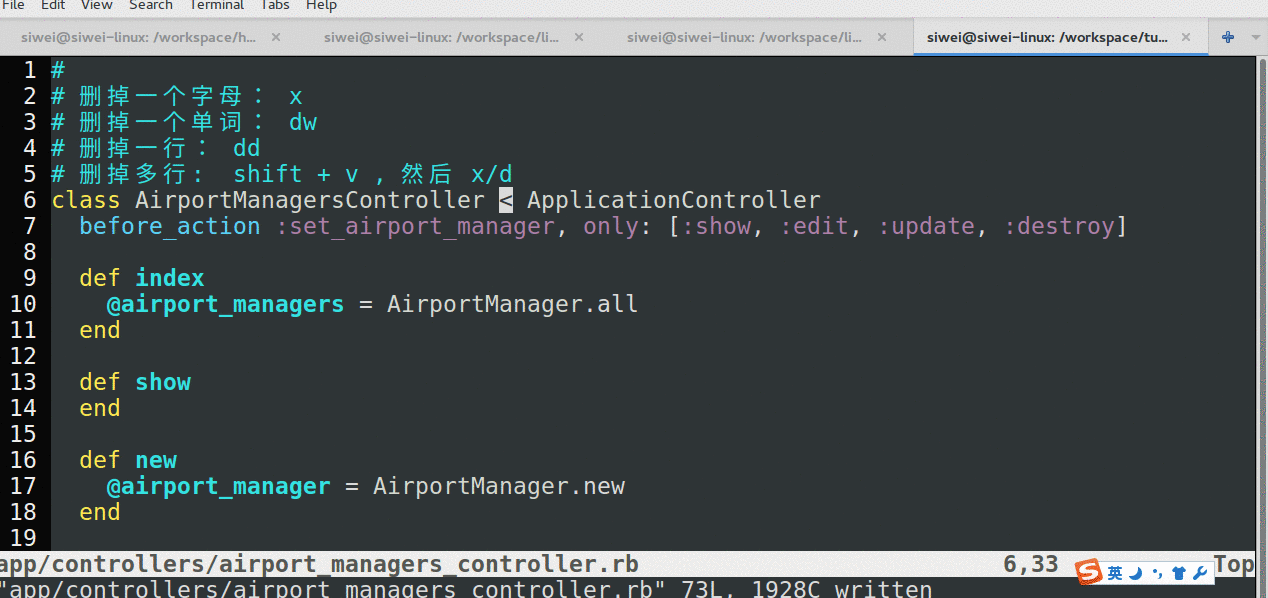 File Edit View Search Terminal Tabs Help
siwei@siwei-linux: /workspace/h... × siwei@siwei-linux: /workspace/li... × siwei@siwei-linux: /workspace/li... × siwei@siwei-linux: /workspace/tu... ×
1 #
2 # 删掉一个字母： x
3 # 删掉一个单词： dw
4 # 删掉一行： dd
5 # 删掉多行: shift + v , 然后 x/d
6 class AirportManagersController < ApplicationController
7   before_action :set_airport_manager, only: [:show, :edit, :update, :destroy]
8
9   def index
10     @airport_managers = AirportManager.all
11   end
12
13   def show
14   end
15
16   def new
17     @airport_manager = AirportManager.new
18   end
19
app/controllers/airport_managers_controller.rb 6,33 Top
"app/controllers/airport_managers_controller.rb" 73L, 1928C written
S 英